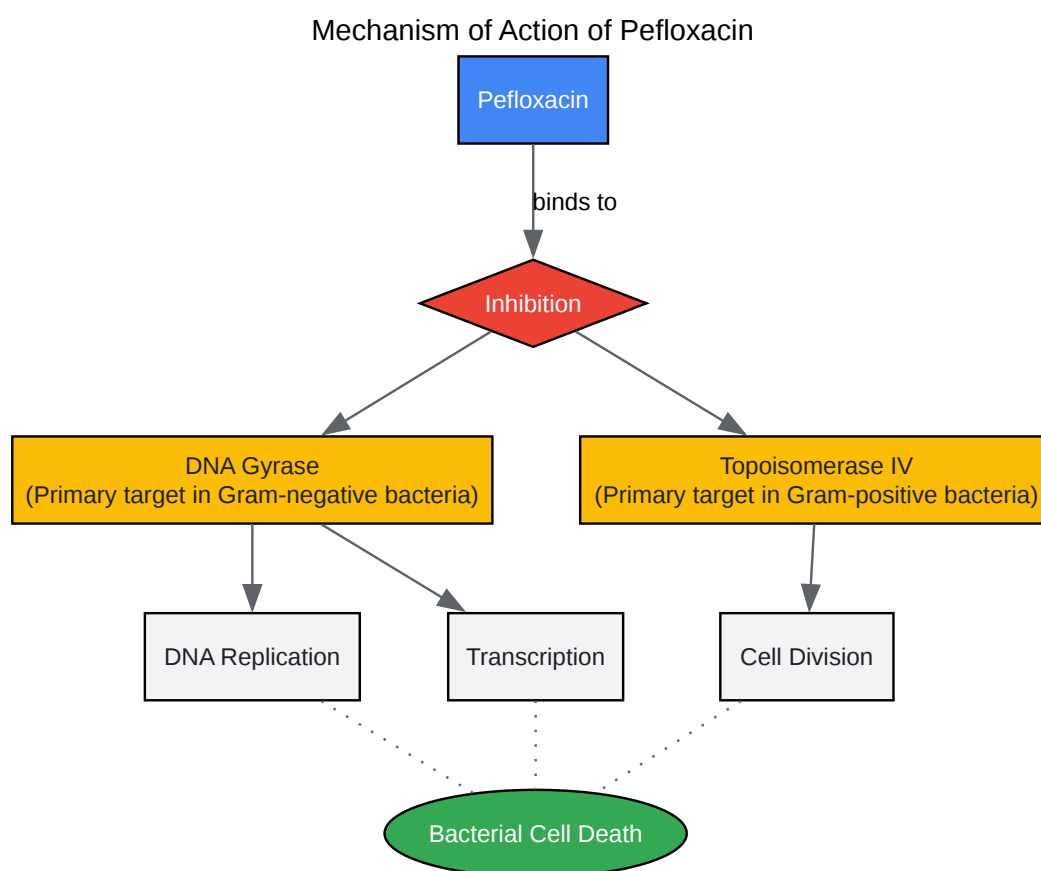 Mechanism of Action of Pefloxacin
Pefloxacin
binds to
Inhibition
DNA Gyrase
(Primary target in Gram-negative bacteria)
Topoisomerase IV
(Primary target in Gram-positive bacteria)
DNA Replication
Transcription
Cell Division
Bacterial Cell Death